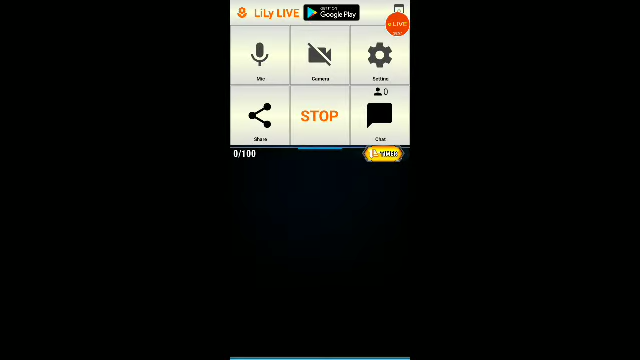 LiLy LIVE
GET IT ON
Google Play
LIVE
Mic
Camera
Setting
0
Share
STOP
Chat
0/100
TIMER